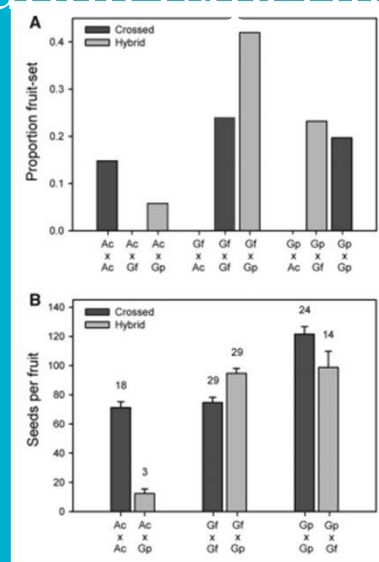 A
Crossed
Hybrid
Proportion fruit-set
0.4
0.3
0.2
0.1
0.0
Ac Ac Ac Gf Gf Gf Gp Gp Gp
x x x x x x x x x
Ac Gf Gp Ac Gf Gp Ac Gf Gp
B
Crossed
Hybrid
Seeds per fruit
140
120
100
80
60
40
20
0
18 3 29 29 24 14
Ac Ac Gf Gf Gp Gp
x x x x x x
Ac Gp Gf Gp Gp Gf